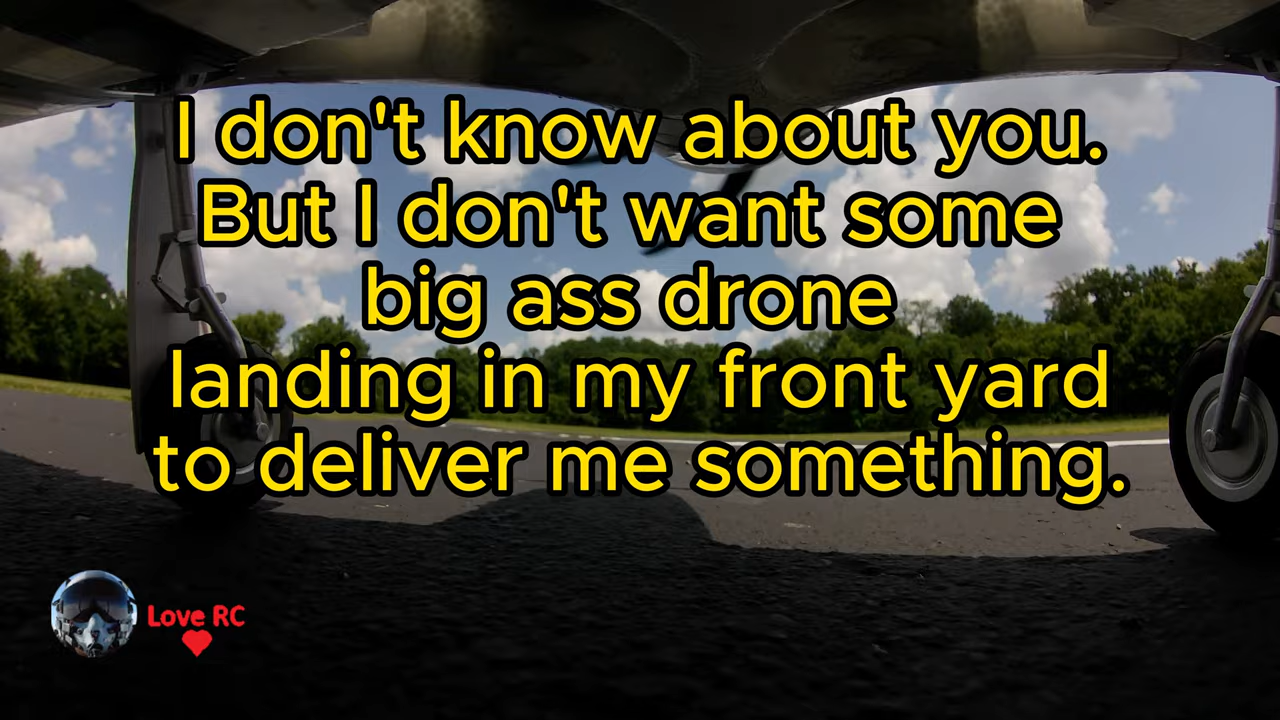 I don't know about you.
But I don't want some
big ass drone
landing in my front yard
to deliver me something.
Love RC